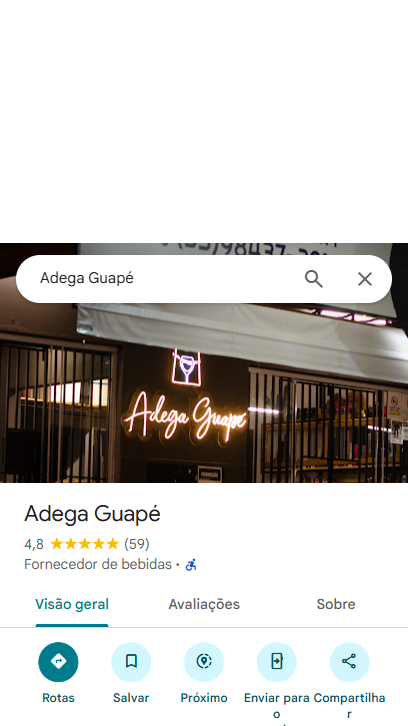 Adega Guapé
Adega Guapé
Adega Guapé
4,8 (59)
Fornecedor de bebidas ·
Visão geral
Avaliações
Sobre
Rotas
Salvar
Próximo
Enviar para o
Compartilhar